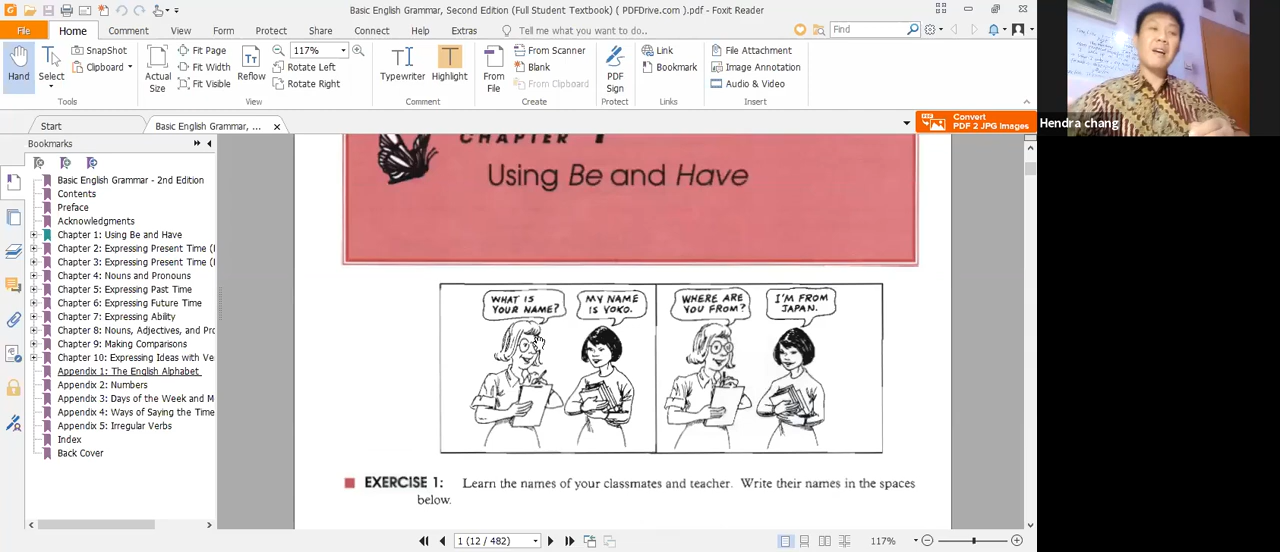 Basic English Grammar, Second Edition (Full Student Textbook) ( PDFDrive.com ).pdf - Foxit Reader
File
Home
Comment
View
Form
Protect
Share
Connect
Help
Extras
Tell me what you want to do..
Find
Hand
Select
SnapShot
Clipboard
Tools
Actual Size
Fit Page
Fit Width
Fit Visible
Reflow
117%
Rotate Left
Rotate Right
View
Typewriter
Highlight
Comment
From File
From Scanner
Blank
From Clipboard
Create
PDF Sign
Protect
Link
Bookmark
Links
File Attachment
Image Annotation
Audio & Video
Insert
Start
Basic English Grammar, ...
Convert
PDF 2 JPG Images
Hendra chang
Bookmarks
Basic English Grammar - 2nd Edition
Contents
Preface
Acknowledgments
Chapter 1: Using Be and Have
Chapter 2: Expressing Present Time (
Chapter 3: Expressing Present Time (
Chapter 4: Nouns and Pronouns
Chapter 5: Expressing Past Time
Chapter 6: Expressing Future Time
Chapter 7: Expressing Ability
Chapter 8: Nouns, Adjectives, and Pro
Chapter 9: Making Comparisons
Chapter 10: Expressing Ideas with Ve
Appendix 1: The English Alphabet
Appendix 2: Numbers
Appendix 3: Days of the Week and M
Appendix 4: Ways of Saying the Time
Appendix 5: Irregular Verbs
Index
Back Cover
CHAPTER 1
Using Be and Have
WHAT IS
YOUR NAME?
MY NAME
IS YOKO.
WHERE ARE
YOU FROM?
I'M FROM
JAPAN.
EXERCISE 1: Learn the names of your classmates and teacher. Write their names in the spaces
below.
1 (12 / 482)
117%